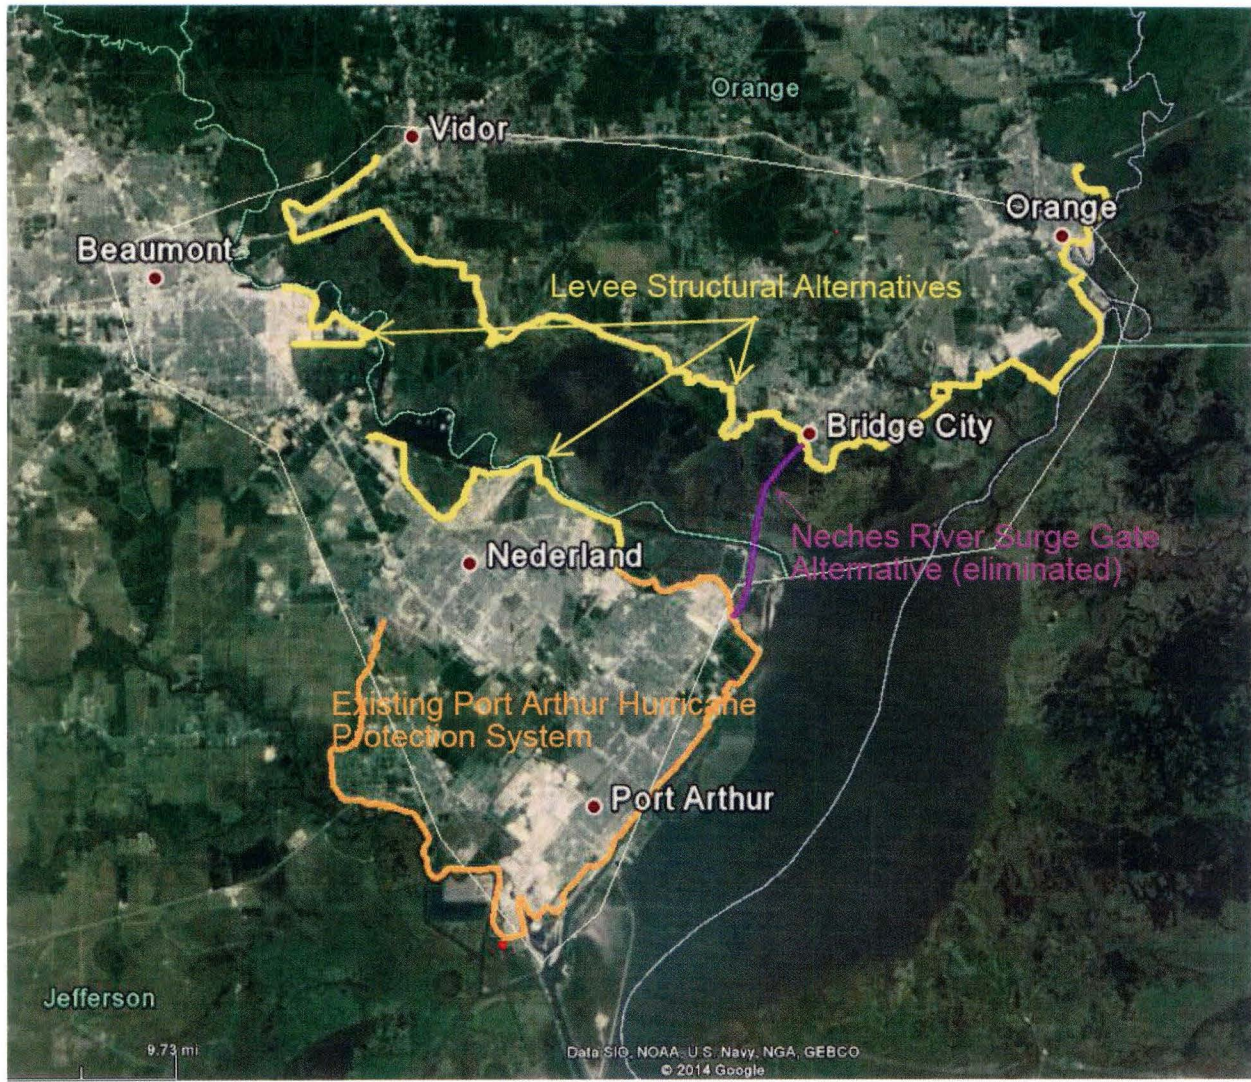 Orange
Vidor
Orange
Beaumont
Levee Structural Alternatives
Bridge City
Neches River Surge Gate
Alternative (eliminated)
Nederland
Existing Port Arthur Hurricane
Protection System
Port Arthur
Jefferson
9.73 mi
Data SIO, NOAA, U.S. Navy, NGA, GEBCO
© 2014 Google